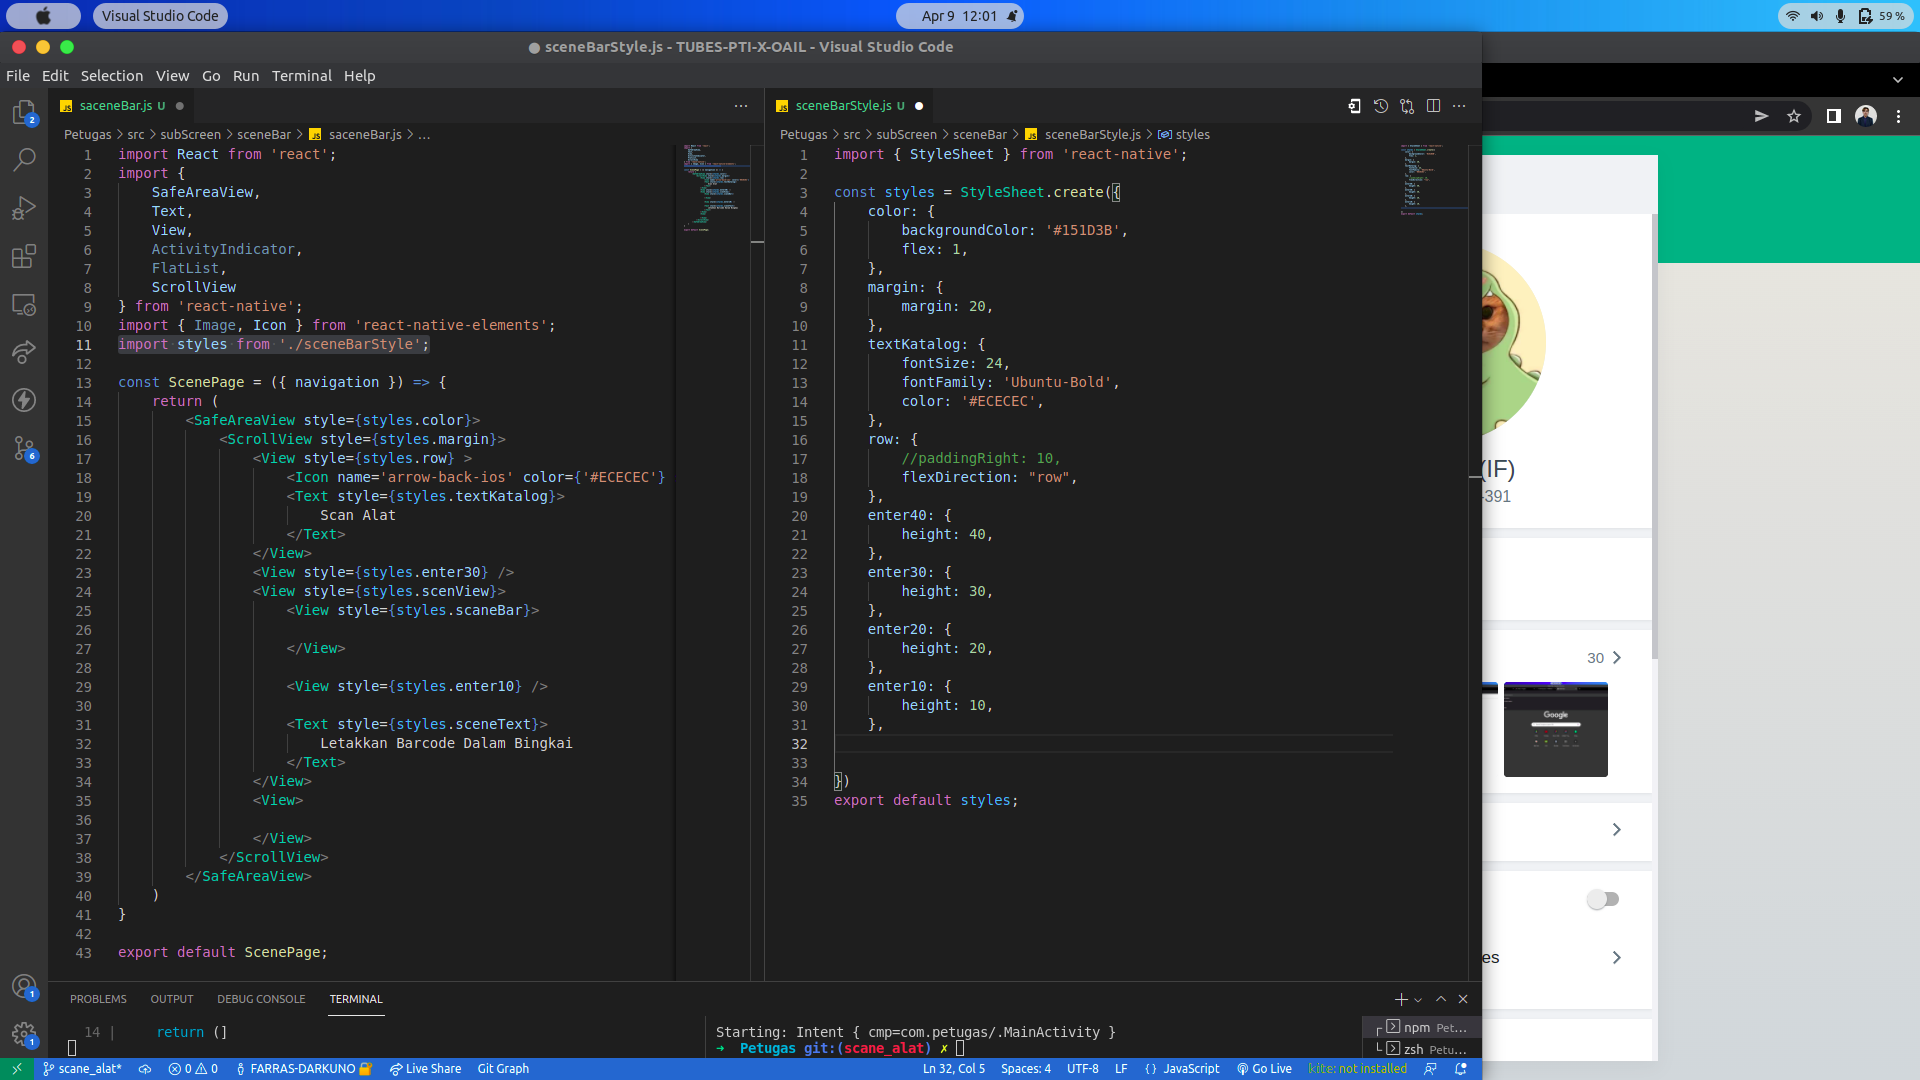 Visual Studio Code
Apr 9 12:01
59 %
sceneBarStyle.js - TUBES-PTI-X-OAIL - Visual Studio Code
File Edit Selection View Go Run Terminal Help
saceneBar.js U
Petugas > src > subScreen > sceneBar > JS saceneBar.js > ...
1 import React from 'react';
2 import {
3 SafeAreaView,
4 Text,
5 View,
6 ActivityIndicator,
7 FlatList,
8 ScrollView
9 } from 'react-native';
10 import { Image, Icon } from 'react-native-elements';
11 import styles from './sceneBarStyle';
12
13 const ScenePage = ({ navigation }) => {
14 return (
15 <SafeAreaView style={styles.color}>
16 <ScrollView style={styles.margin}>
17 <View style={styles.row} >
18 <Icon name='arrow-back-ios' color={'#ECECEC'}
19 <Text style={styles.textKatalog}>
20 Scan Alat
21 </Text>
22 </View>
23 <View style={styles.enter30} />
24 <View style={styles.scenView}>
25 <View style={styles.scaneBar}>
26
27 </View>
28
29 <View style={styles.enter10} />
30
31 <Text style={styles.sceneText}>
32 Letakkan Barcode Dalam Bingkai
33 </Text>
34 </View>
35 <View>
36
37 </View>
38 </ScrollView>
39 </SafeAreaView>
40 )
41 }
42
43 export default ScenePage;
sceneBarStyle.js U
Petugas > src > subScreen > sceneBar > JS sceneBarStyle.js > styles
1 import { StyleSheet } from 'react-native';
2
3 const styles = StyleSheet.create({
4 color: {
5 backgroundColor: '#151D3B',
6 flex: 1,
7 },
8 margin: {
9 margin: 20,
10 },
11 textKatalog: {
12 fontSize: 24,
13 fontFamily: 'Ubuntu-Bold',
14 color: '#ECECEC',
15 },
16 row: {
17 //paddingRight: 10,
18 flexDirection: "row",
19 },
20 enter40: {
21 height: 40,
22 },
23 enter30: {
24 height: 30,
25 },
26 enter20: {
27 height: 20,
28 },
29 enter10: {
30 height: 10,
31 },
32
33
34 })
35 export default styles;
(IF)
-391
30
Google
es
PROBLEMS OUTPUT DEBUG CONSOLE TERMINAL
14 | return (]
Starting: Intent { cmp=com.petugas/.MainActivity }
➜ Petugas git:(scane_alat) ✗
npm Pet...
zsh Petu...
scane_alat* 0 0 FARRAS-DARKUNO Live Share Git Graph
Ln 32, Col 5 Spaces: 4 UTF-8 LF {} JavaScript Go Live kite: not installed